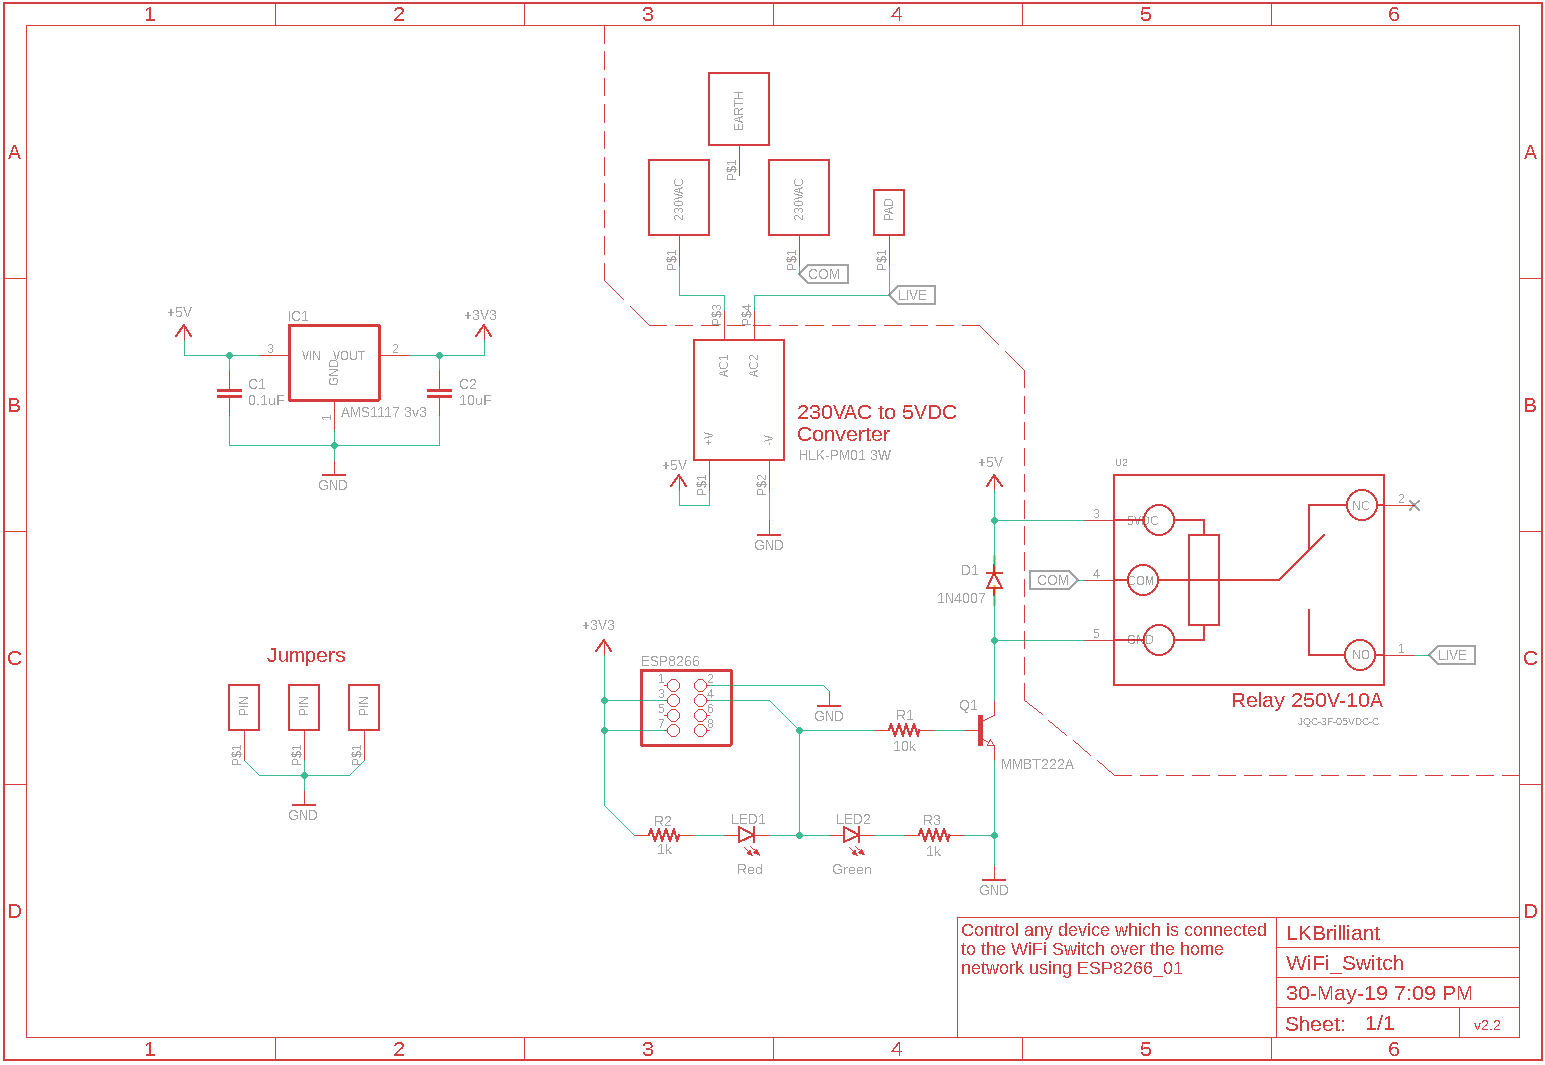 1 2 3 4 5 6
A A
B B
C C
D D
1 2 3 4 5 6
EARTH
P$1
230VAC
P$1
230VAC
P$1
COM
PAD
P$1
LIVE
P$3
P$4
AC1
AC2
+V
-V
230VAC to 5VDC
Converter
HLK-PM01 3W
+5V
P$1
P$2
GND
+5V
IC1
+3V3
3
VIN VOUT
GND
2
1
C1
0.1uF
C2
10uF
AMS1117 3v3
GND
+5V
D1
1N4007
U2
3
5VDC
COM
4
COM
5
GND
NC
2
NO
1
LIVE
Relay 250V-10A
JQC-3F-05VDC-C
Jumpers
PIN
PIN
PIN
P$1
P$1
P$1
GND
+3V3
ESP8266
1 2
3 4
5 6
7 8
GND
R1
10k
Q1
MMBT222A
R2
1k
LED1
Red
LED2
Green
R3
1k
GND
Control any device which is connected
to the WiFi Switch over the home
network using ESP8266_01
LKBrilliant
WiFi_Switch
30-May-19 7:09 PM
Sheet: 1/1
v2.2